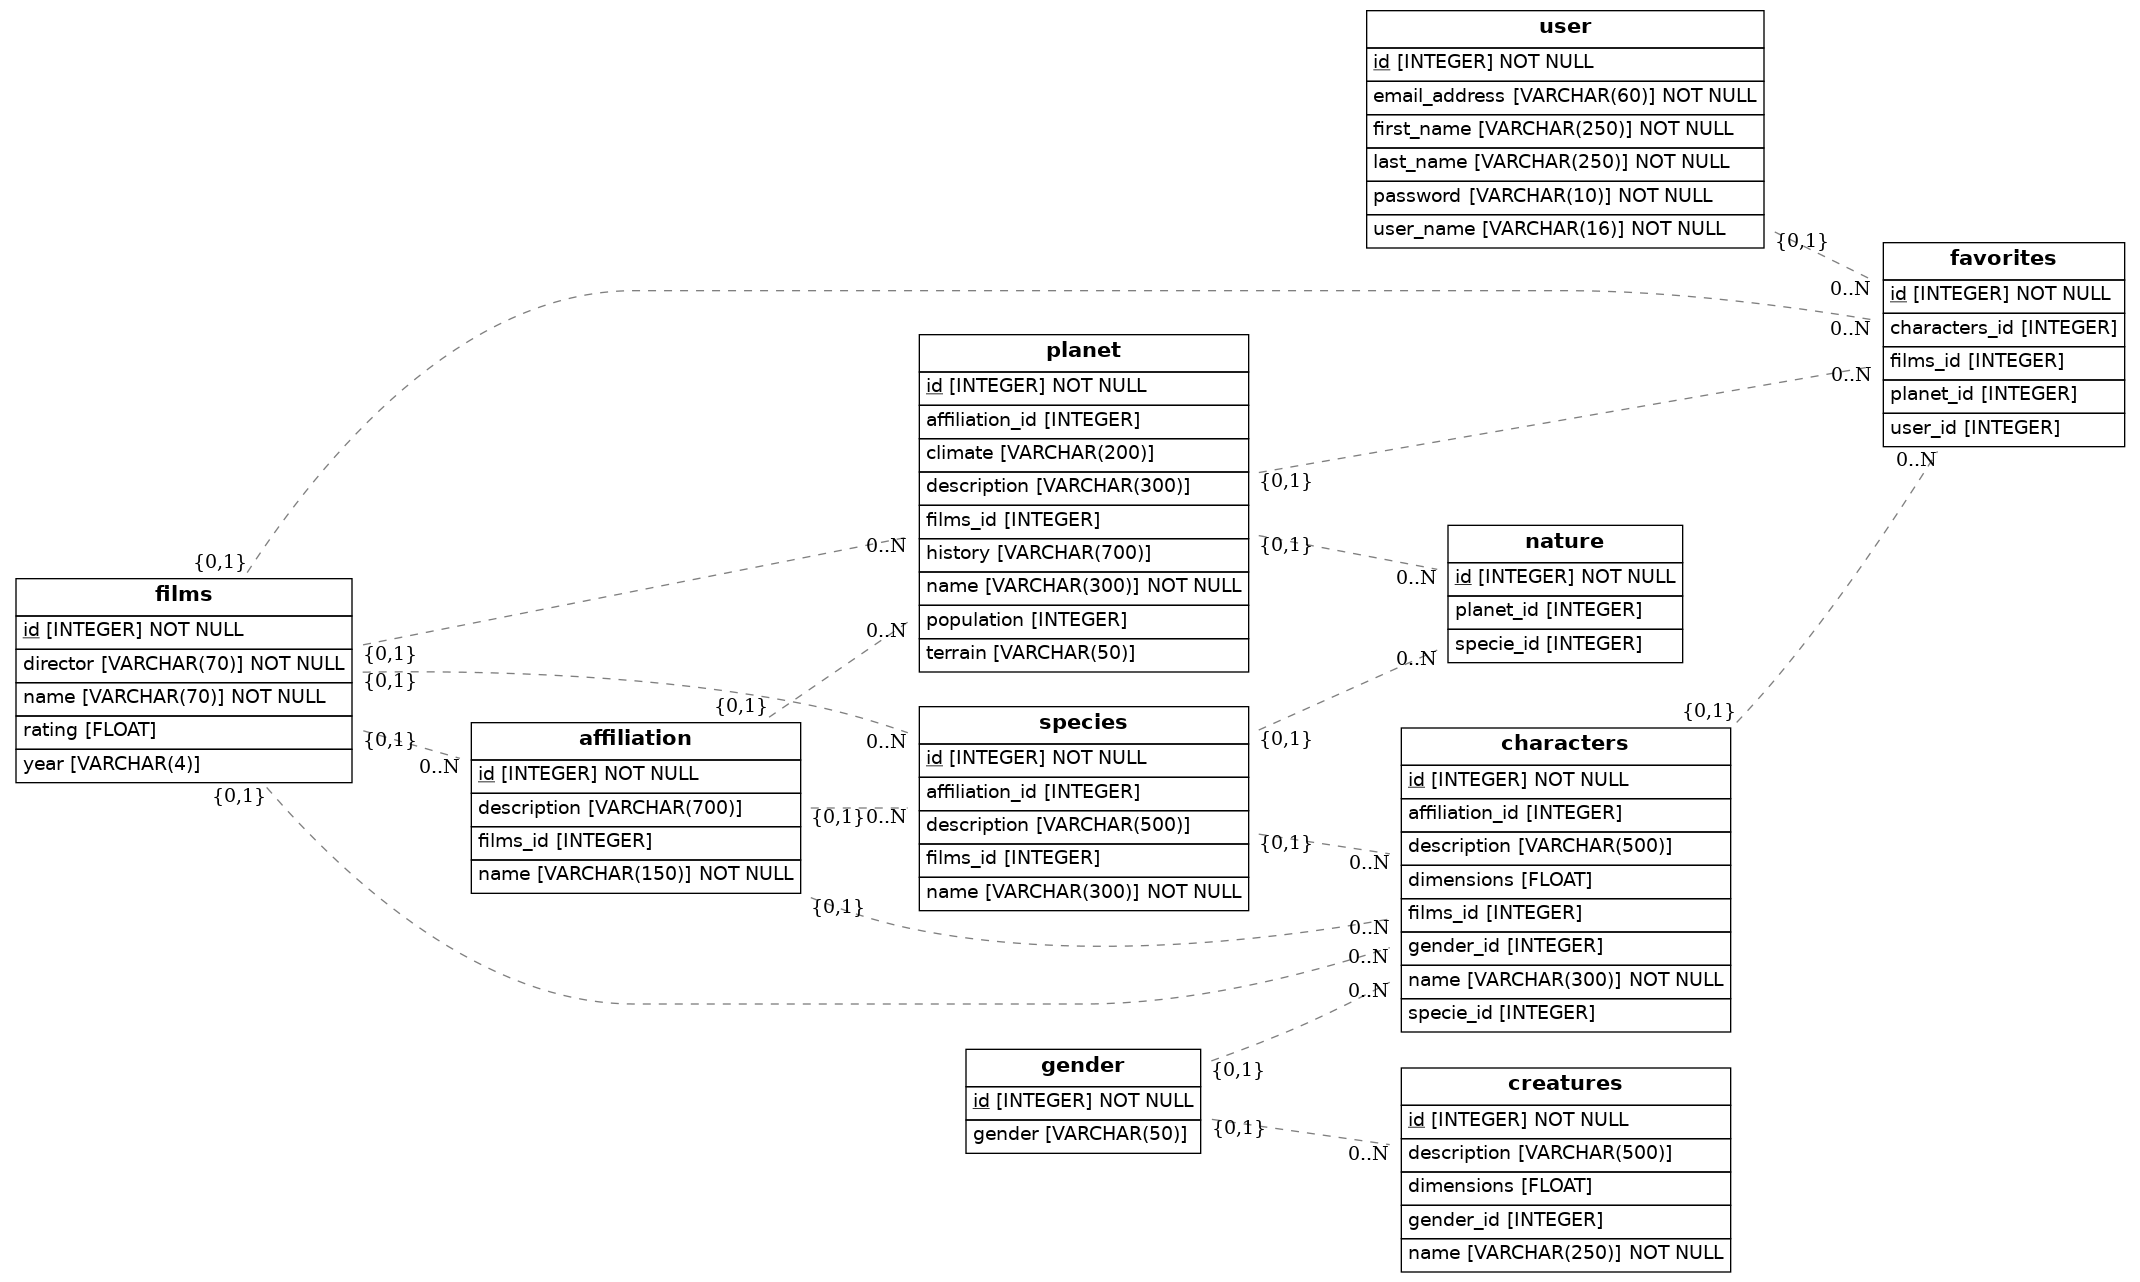 user
id [INTEGER] NOT NULL
email_address [VARCHAR(60)] NOT NULL
first_name [VARCHAR(250)] NOT NULL
last_name [VARCHAR(250)] NOT NULL
password [VARCHAR(10)] NOT NULL
user_name [VARCHAR(16)] NOT NULL
{0,1}
0..N
favorites
id [INTEGER] NOT NULL
characters_id [INTEGER]
films_id [INTEGER]
planet_id [INTEGER]
user_id [INTEGER]
0..N
0..N
0..N
planet
id [INTEGER] NOT NULL
affiliation_id [INTEGER]
climate [VARCHAR(200)]
description [VARCHAR(300)]
films_id [INTEGER]
history [VARCHAR(700)]
name [VARCHAR(300)] NOT NULL
population [INTEGER]
terrain [VARCHAR(50)]
{0,1}
{0,1}
0..N
0..N
nature
id [INTEGER] NOT NULL
planet_id [INTEGER]
specie_id [INTEGER]
0..N
0..N
{0,1}
films
id [INTEGER] NOT NULL
director [VARCHAR(70)] NOT NULL
name [VARCHAR(70)] NOT NULL
rating [FLOAT]
year [VARCHAR(4)]
{0,1}
{0,1}
{0,1}
{0,1}
0..N
{0,1}
affiliation
id [INTEGER] NOT NULL
description [VARCHAR(700)]
films_id [INTEGER]
name [VARCHAR(150)] NOT NULL
{0,1}
{0,1}
0..N
0..N
species
id [INTEGER] NOT NULL
affiliation_id [INTEGER]
description [VARCHAR(500)]
films_id [INTEGER]
name [VARCHAR(300)] NOT NULL
{0,1}
{0,1}
{0,1}
characters
id [INTEGER] NOT NULL
affiliation_id [INTEGER]
description [VARCHAR(500)]
dimensions [FLOAT]
films_id [INTEGER]
gender_id [INTEGER]
name [VARCHAR(300)] NOT NULL
specie_id [INTEGER]
0..N
0..N
0..N
0..N
gender
id [INTEGER] NOT NULL
gender [VARCHAR(50)]
{0,1}
{0,1}
0..N
creatures
id [INTEGER] NOT NULL
description [VARCHAR(500)]
dimensions [FLOAT]
gender_id [INTEGER]
name [VARCHAR(250)] NOT NULL